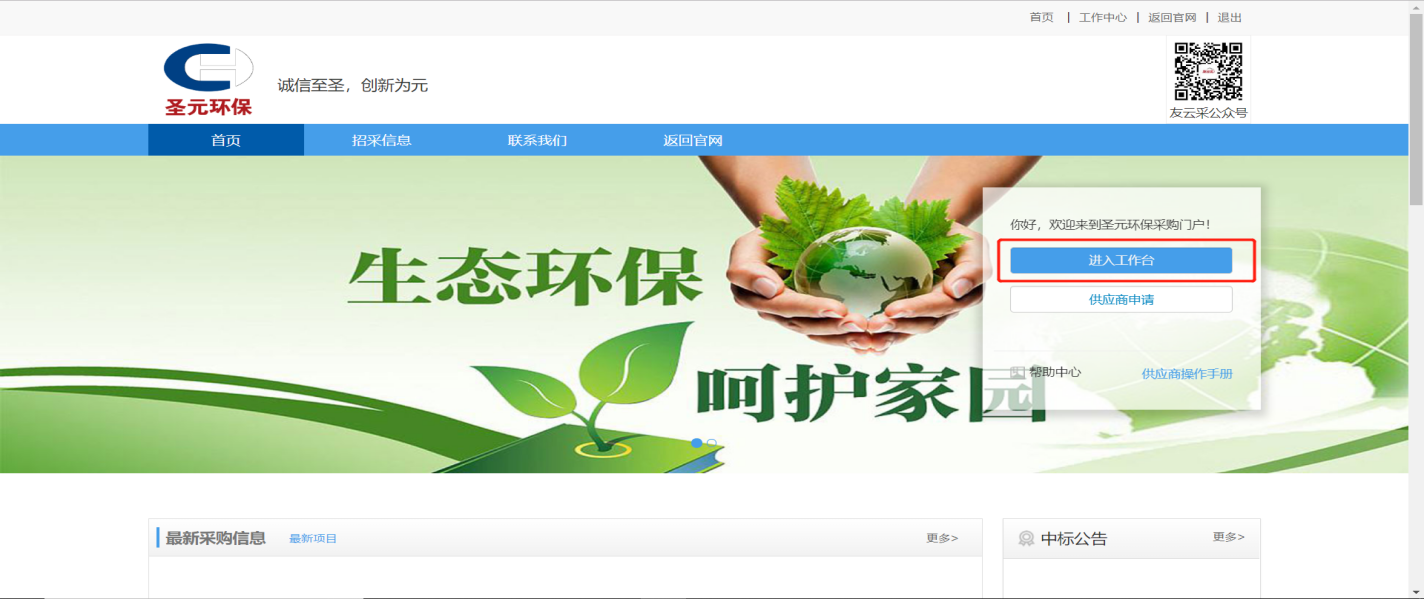 首页 | 工作中心 | 返回官网 | 退出
圣元环保
诚信至圣，创新为元
友云采公众号
首页 招采信息 联系我们 返回官网
生态环保
呵护家园
你好，欢迎来到圣元环保采购门户！
进入工作台
供应商申请
帮助中心 供应商操作手册
最新采购信息 最新项目 更多>
中标公告 更多>